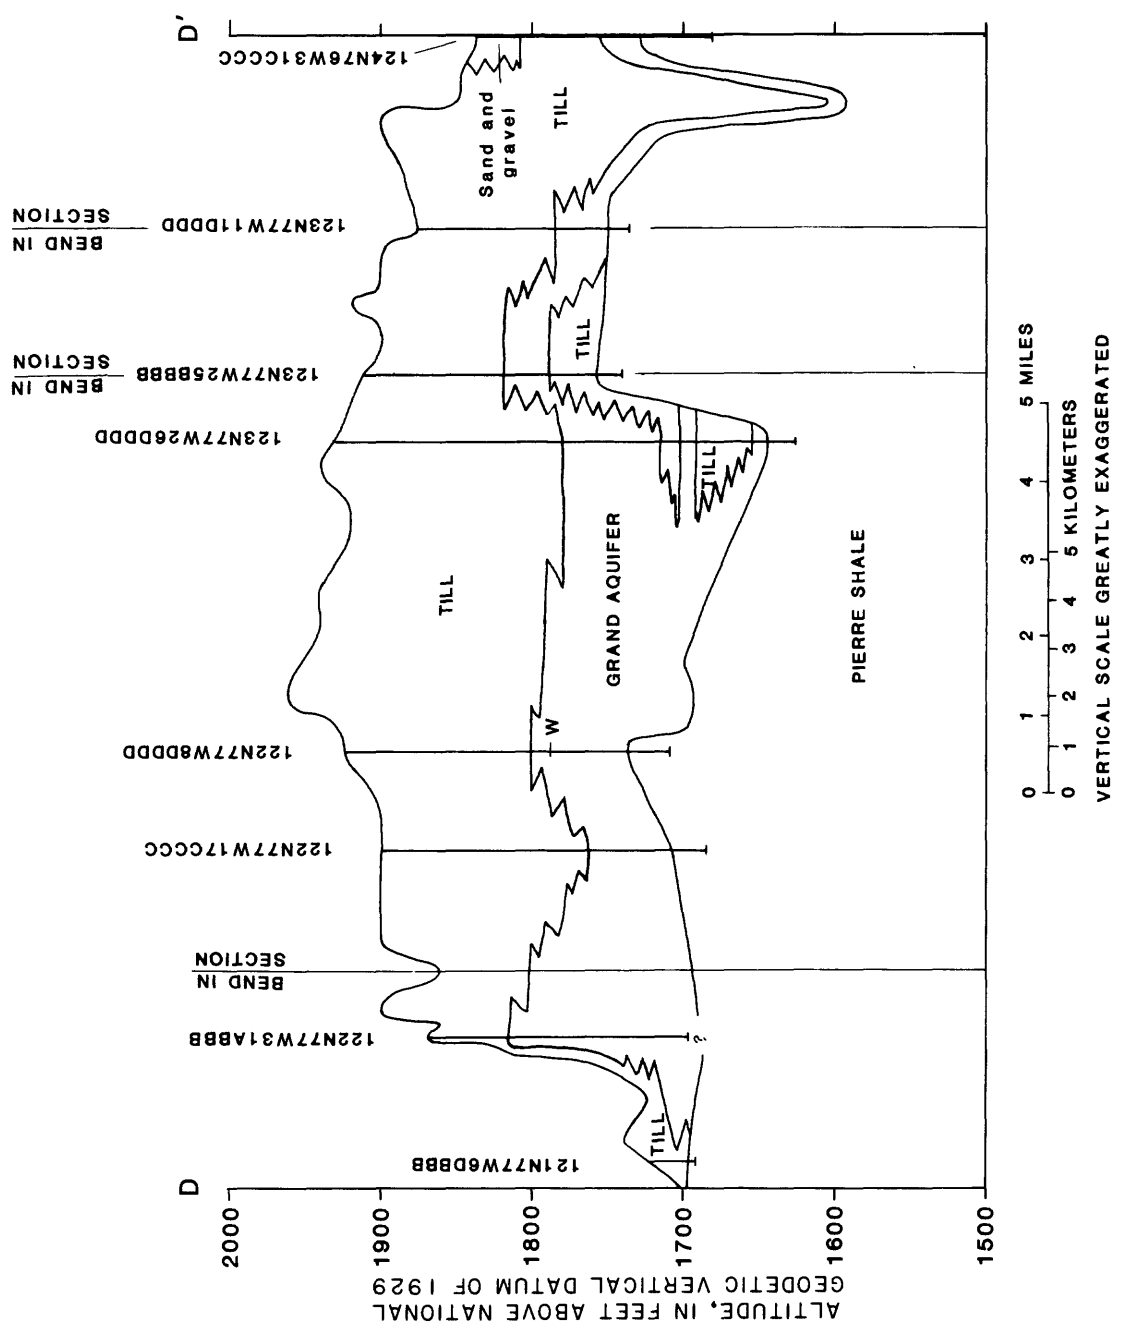 D
D'
121N77W6DBBB
122N77W31ABBB
BEND IN
SECTION
122N77W17CCCC
122N77W8DDDD
123N77W26DDDD
123N77W25BBBB
BEND IN
SECTION
123N77W11DDDD
BEND IN
SECTION
124N76W31CCCC
ALTITUDE, IN FEET ABOVE NATIONAL
GEODETIC VERTICAL DATUM OF 1929
2000
1900
1800
1700
1600
1500
TILL
Sand and
gravel
TILL
TILL
TILL
TILL
W
GRAND AQUIFER
PIERRE SHALE
?
0 1 2 3 4 5 MILES
0 1 2 3 4 5 KILOMETERS
VERTICAL SCALE GREATLY EXAGGERATED